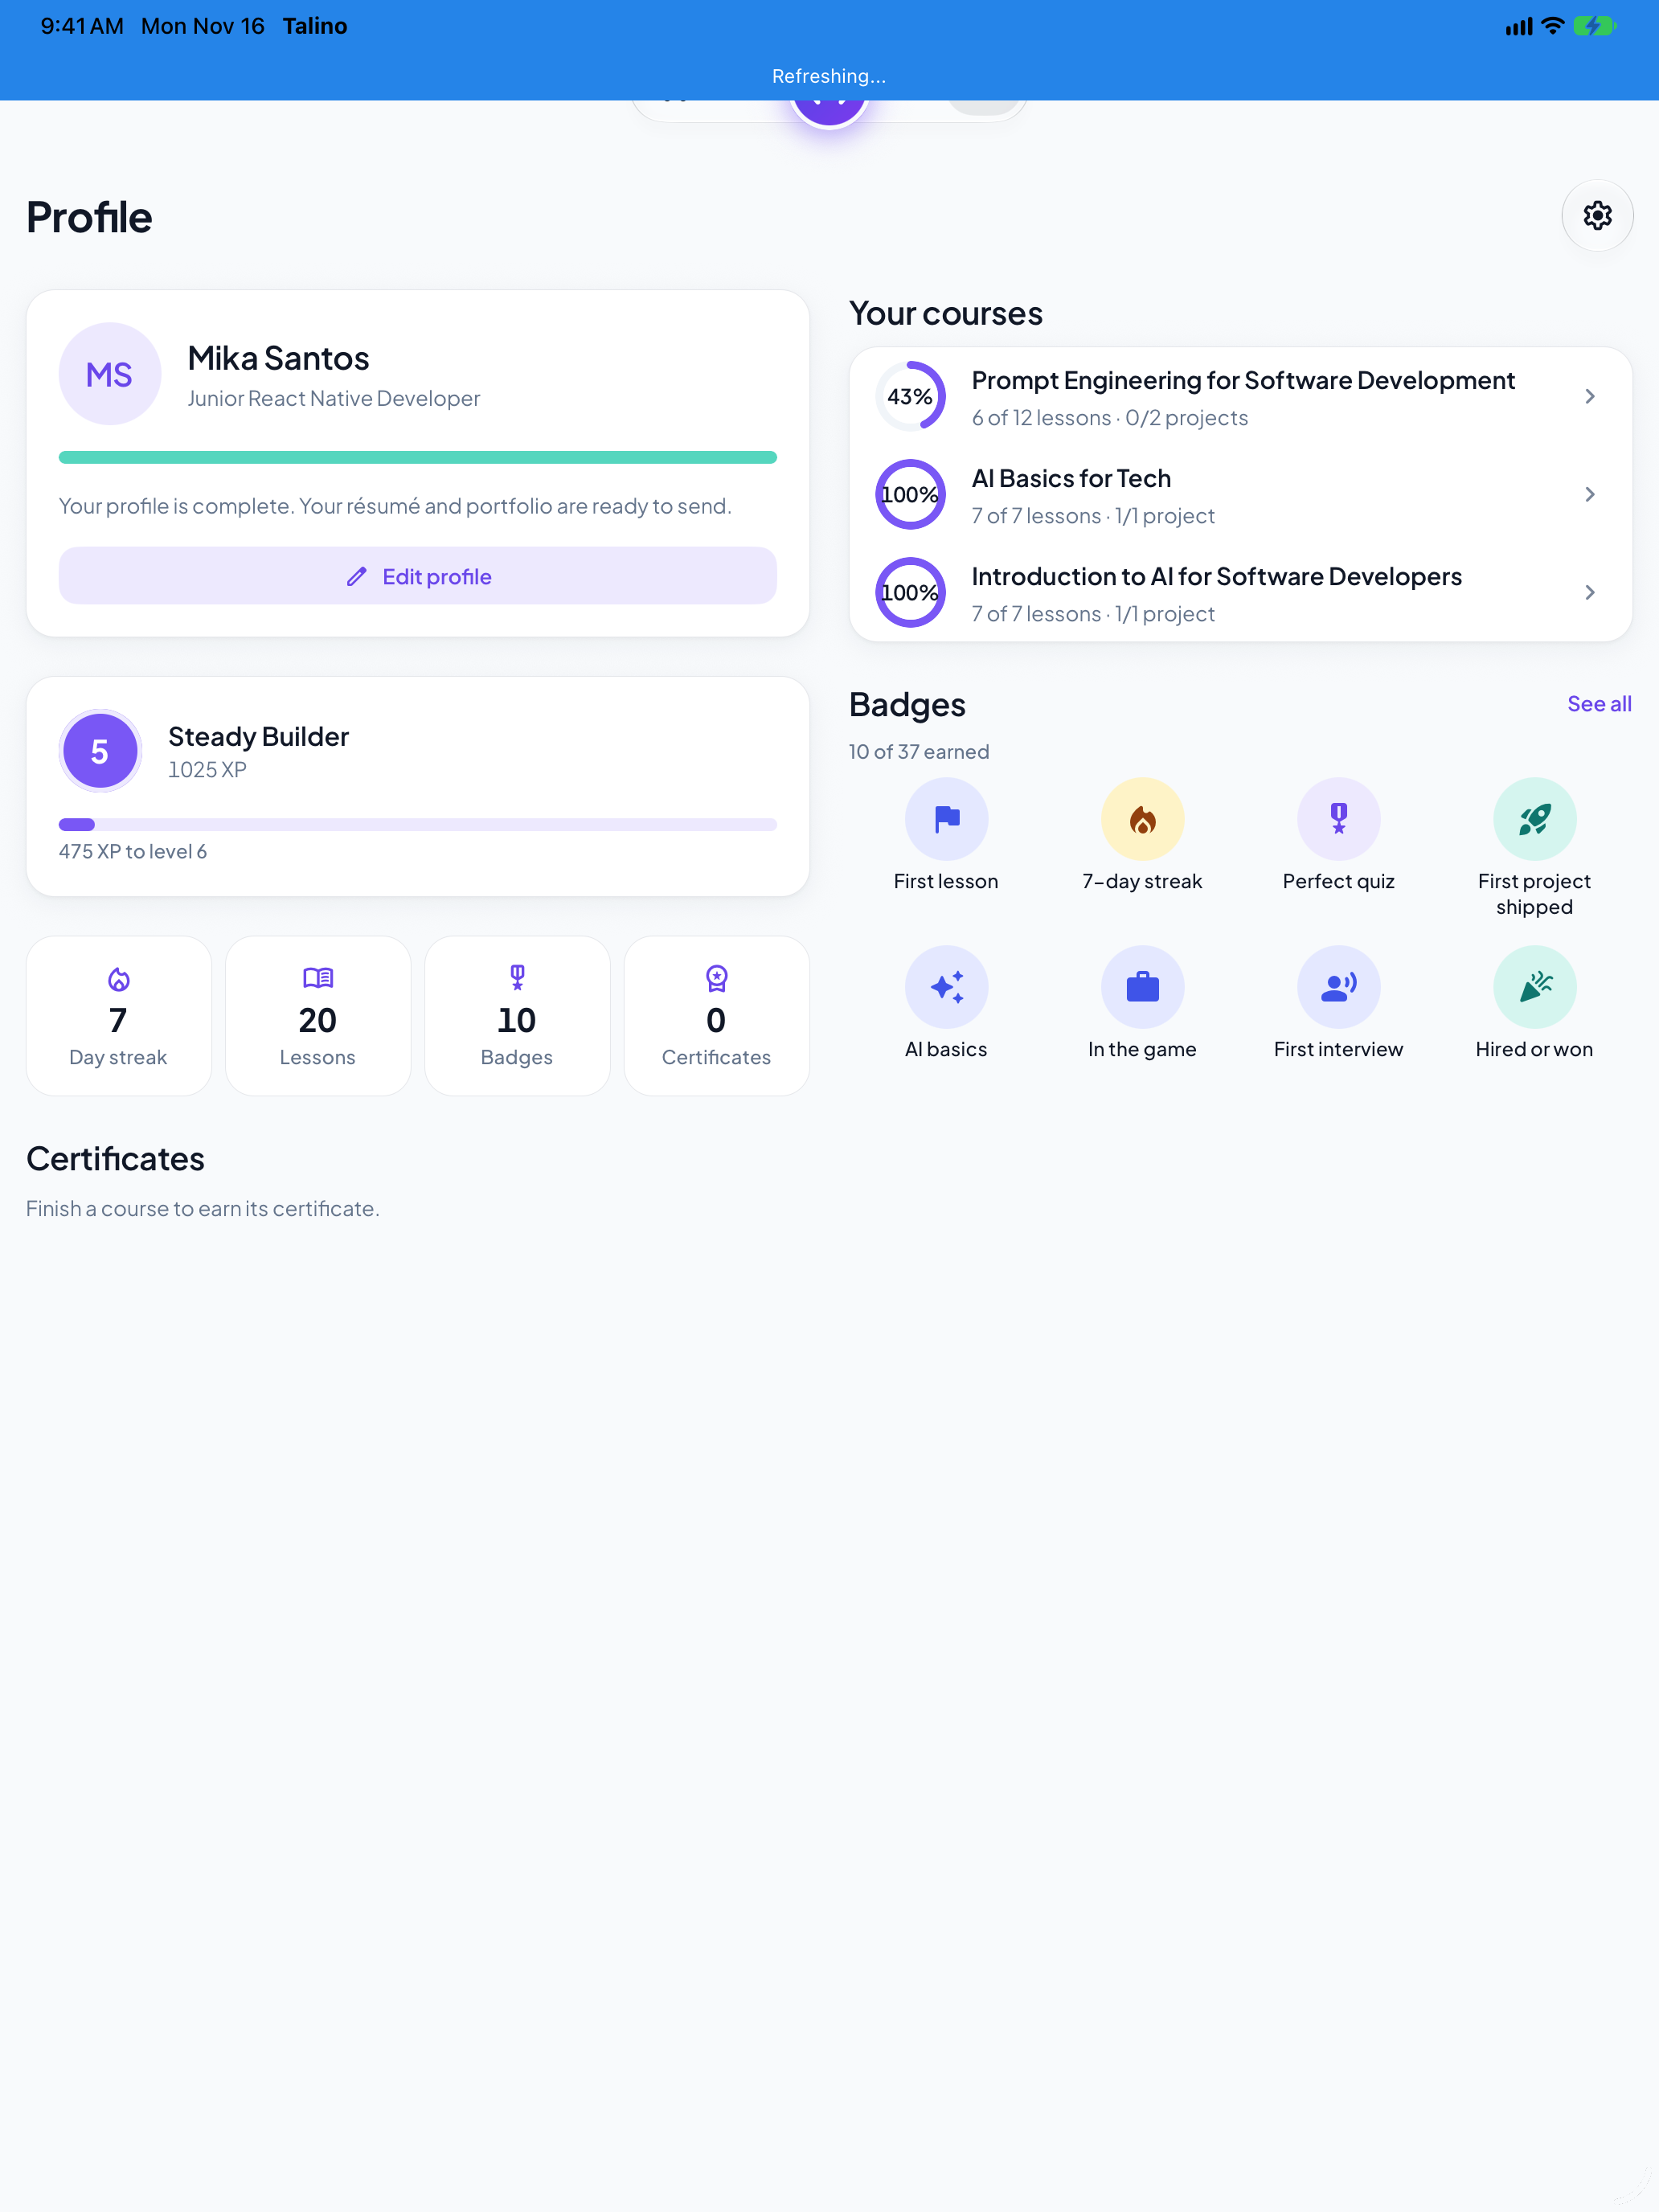 9:41 AM Mon Nov 16 Talino
Refreshing...
Profile
MS
Mika Santos
Junior React Native Developer
Your profile is complete. Your résumé and portfolio are ready to send.
Edit profile
5
Steady Builder
1025 XP
475 XP to level 6
7
Day streak
20
Lessons
10
Badges
0
Certificates
Certificates
Finish a course to earn its certificate.
Your courses
43%
Prompt Engineering for Software Development
6 of 12 lessons · 0/2 projects
100%
AI Basics for Tech
7 of 7 lessons · 1/1 project
100%
Introduction to AI for Software Developers
7 of 7 lessons · 1/1 project
Badges
See all
10 of 37 earned
First lesson
7-day streak
Perfect quiz
First project
shipped
AI basics
In the game
First interview
Hired or won